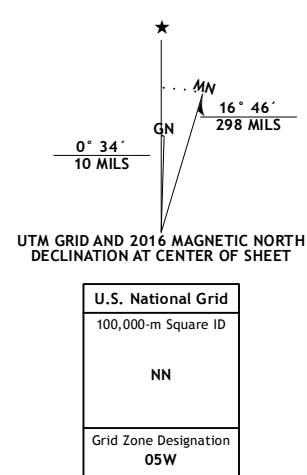 ★
MN
GN
16° 46´
298 MILS
0° 34´
10 MILS
UTM GRID AND 2016 MAGNETIC NORTH
DECLINATION AT CENTER OF SHEET
U.S. National Grid
100,000-m Square ID
NN
Grid Zone Designation
05W